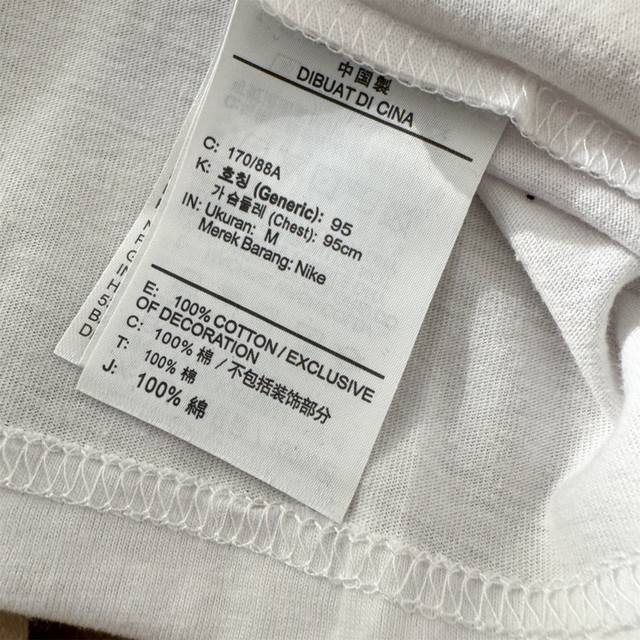 中国製
DIBUAT DI CINA
C: 170/88A
K: 호칭 (Generic): 95
가슴둘레 (Chest): 95cm
IN: Ukuran: M
Merek Barang: Nike
E: 100% COTTON / EXCLUSIVE
OF DECORATION
C: 100% 棉 / 不包括装饰部分
T: 100% 棉
J: 100% 綿